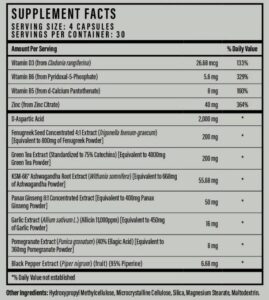 SUPPLEMENT FACTS
SERVING SIZE: 4 CAPSULES
SERVINGS PER CONTAINER: 30
Amount Per Serving % Daily Value
Vitamin D3 (from Cladonia rangiferina) 26.68 mcg 133%
Vitamin B6 (from Pyridoxal-5-Phosphate) 5.6 mg 329%
Vitamin B5 (from d-Calcium Pantothenate) 8 mg 160%
Zinc (from Zinc Citrate) 40 mg 364%
D-Aspartic Acid 2,000 mg *
Fenugreek Seed Concentrated 4:1 Extract (Trigonella foenum-graecum)
[Equivalent to 800mg of Fenugreek Powder] 200 mg *
Green Tea Extract (Standardized to 75% Catechins) [Equivalent to 4000mg
Green Tea Powder] 200 mg *
KSM-66® Ashwagandha Root Extract (Withania somnifera) [Equivalent to 668mg
of Ashwagandha Powder] 55.68 mg *
Panax Ginseng 8:1 Concentrated Extract [Equivalent to 400mg Panax
Ginseng Powder] 50 mg *
Garlic Extract (Allium sativum L.) (Allicin 11,000ppm) [Equivalent to 450mg
of Garlic Powder] 16 mg *
Pomegranate Extract (Punica granatum) (40% Ellagic Acid) [Equivalent to
360mg Pomegranate Powder] 8 mg *
Black Pepper Extract (Piper nigrum) (fruit) (95% Piperine) 6.68 mg *
*% Daily Value not established
Other Ingredients: Hydroxypropyl Methylcellulose, Microcrystalline Cellulose, Silica, Magnesium Stearate, Maltodextrin.